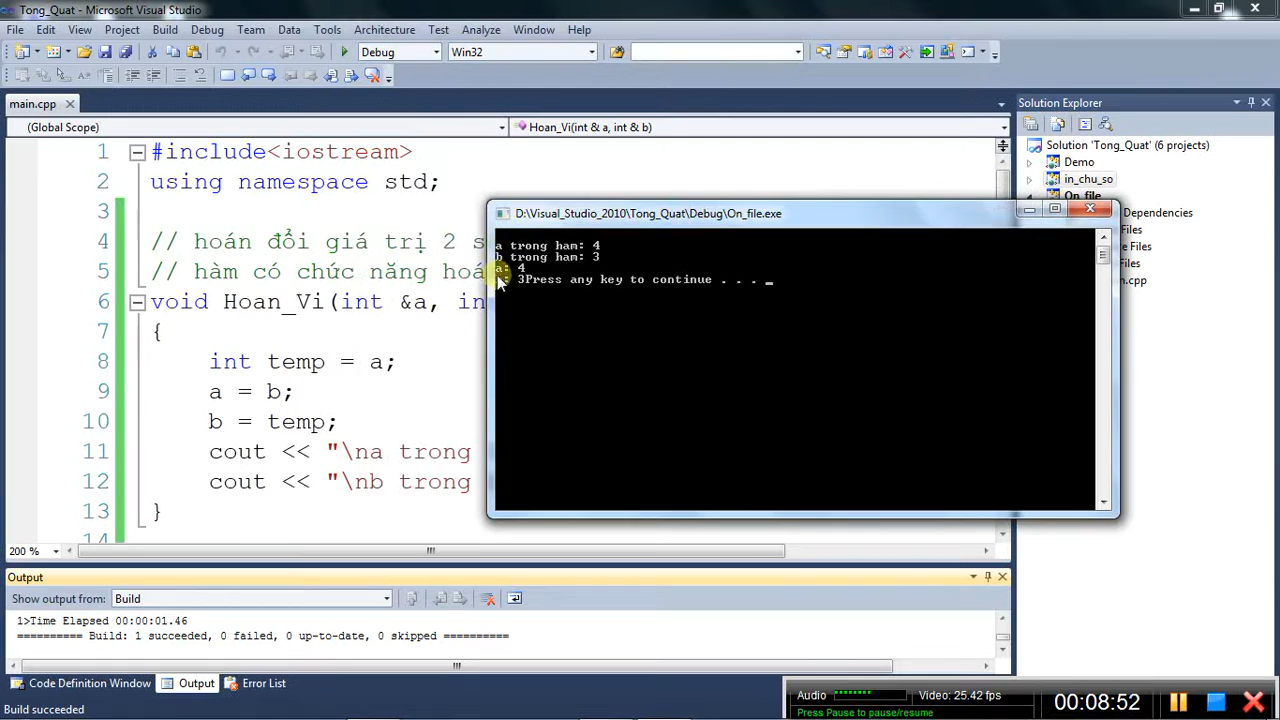 Tong_Quat - Microsoft Visual Studio
File Edit View Project Build Debug Team Data Tools Architecture Test Analyze Window Help
Debug Win32
main.cpp
(Global Scope) Hoan_Vi(int & a, int & b)
1 #include<iostream>
2 using namespace std;
3
4 // hoán đổi giá trị 2 s
5 // hàm có chức năng hoá
6 void Hoan_Vi(int &a, in
7 {
8 int temp = a;
9 a = b;
10 b = temp;
11 cout << "\na trong
12 cout << "\nb trong
13 }
14
200 %
D:\Visual_Studio_2010\Tong_Quat\Debug\On_file.exe
a trong ham: 4
b trong ham: 3
a: 4
3Press any key to continue . . . _
Solution Explorer
Solution 'Tong_Quat' (6 projects)
Demo
in_chu_so
On_file
Dependencies
Files
e Files
Files
n.cpp
Output
Show output from: Build
1>Time Elapsed 00:00:01.46
========== Build: 1 succeeded, 0 failed, 0 up-to-date, 0 skipped ==========
Code Definition Window Output Error List
Build succeeded
Audio Video: 25.42 fps
Press Pause to pause/resume
00:08:52